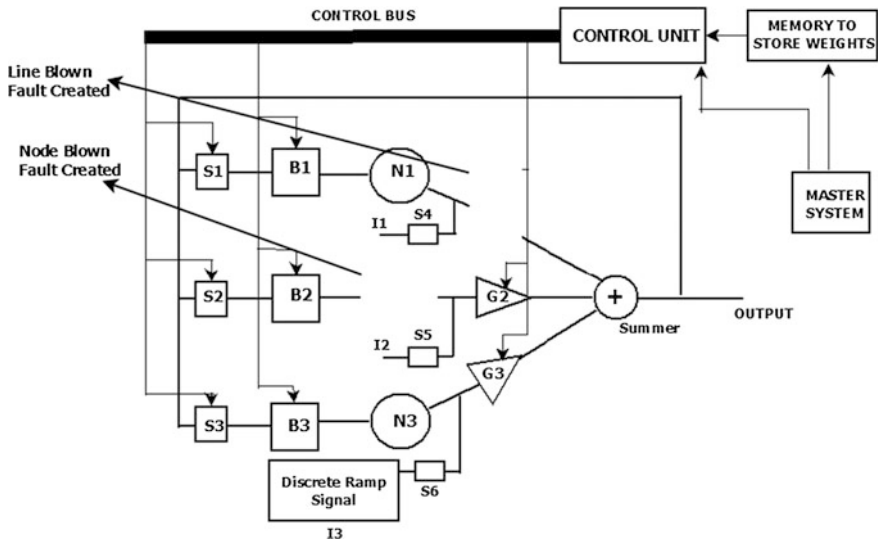 CONTROL BUS
CONTROL UNIT
MEMORY TO
STORE WEIGHTS
Line Blown
Fault Created
Node Blown
Fault Created
S1
B1
N1
I1
S4
MASTER
SYSTEM
S2
B2
G2
+
Summer
OUTPUT
I2
S5
G3
S3
B3
N3
Discrete Ramp
Signal
S6
I3